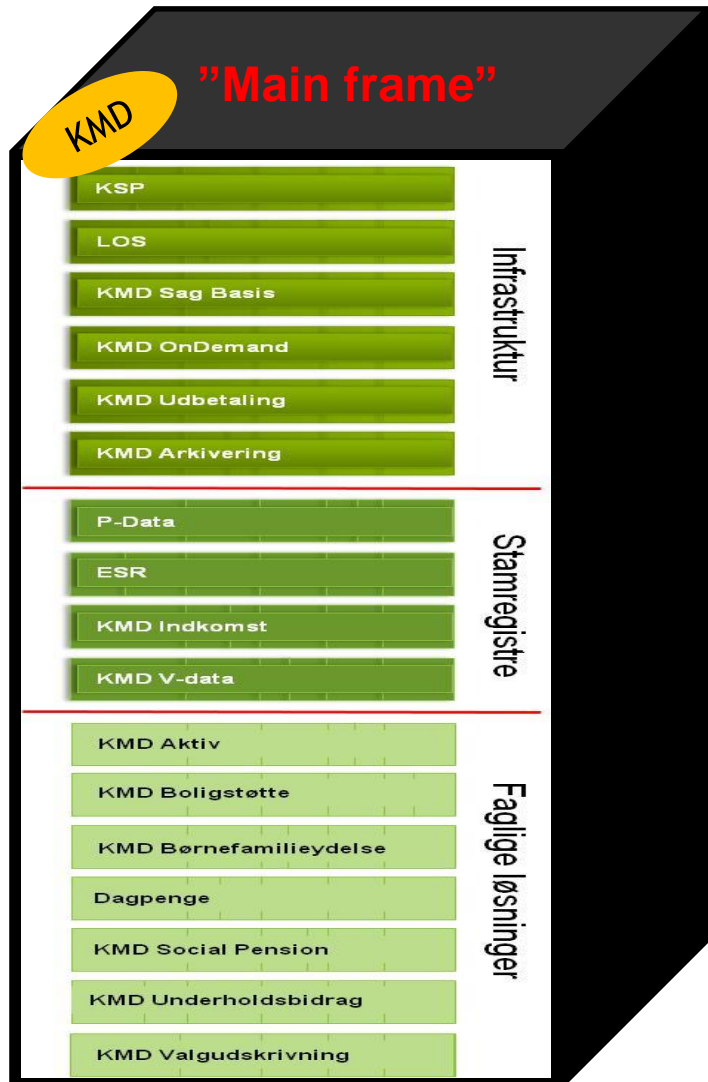 ”Main frame”
KMD
Infrastruktur
KSP
LOS
KMD Sag Basis
KMD OnDemand
KMD Udbetaling
KMD Arkivering
Stamregistre
P-Data
ESR
KMD Indkomst
KMD V-data
Faglige løsninger
KMD Aktiv
KMD Boligstøtte
KMD Børnefamilieydelse
Dagpenge
KMD Social Pension
KMD Underholdsbidrag
KMD Valgudskrivning